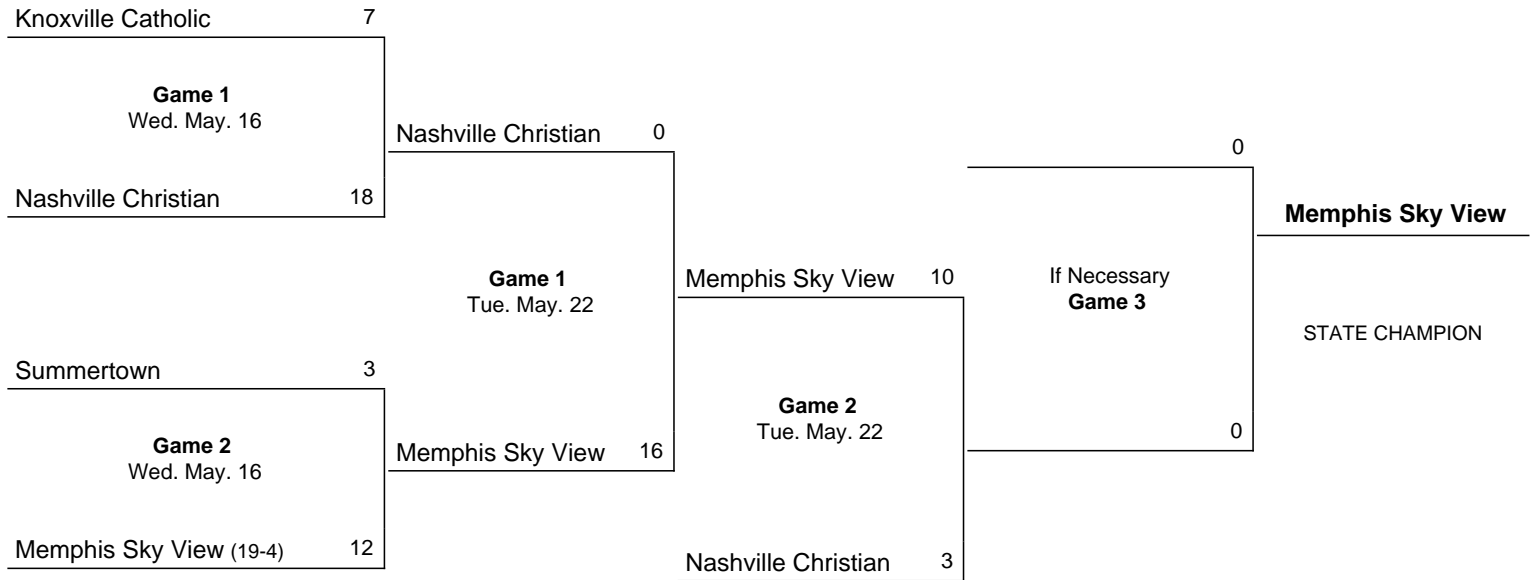 Knoxville Catholic 7
Game 1
Wed. May. 16
Nashville Christian 18
Summertown 3
Game 2
Wed. May. 16
Memphis Sky View (19-4) 12
Nashville Christian 0
Game 1
Tue. May. 22
Memphis Sky View 16
Memphis Sky View 10
Game 2
Tue. May. 22
Nashville Christian 3
0
If Necessary
Game 3
0
Memphis Sky View
STATE CHAMPION